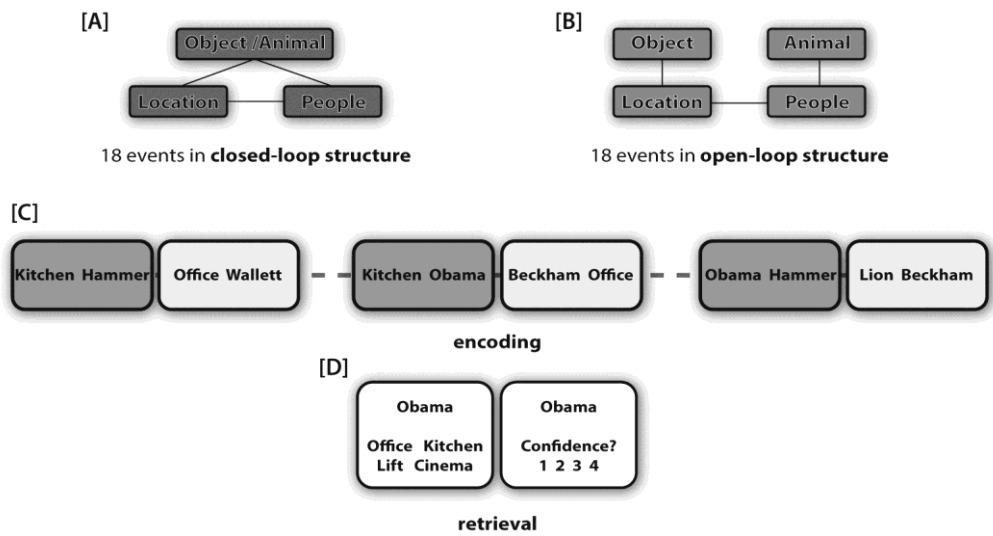 [A]
Object /Animal
Location People
18 events in closed-loop structure
[B]
Object Animal
Location People
18 events in open-loop structure
[C]
Kitchen Hammer Office Wallett Kitchen Obama Beckham Office Obama Hammer Lion Beckham
encoding
[D]
Obama
Office Kitchen
Lift Cinema
Obama
Confidence?
1 2 3 4
retrieval